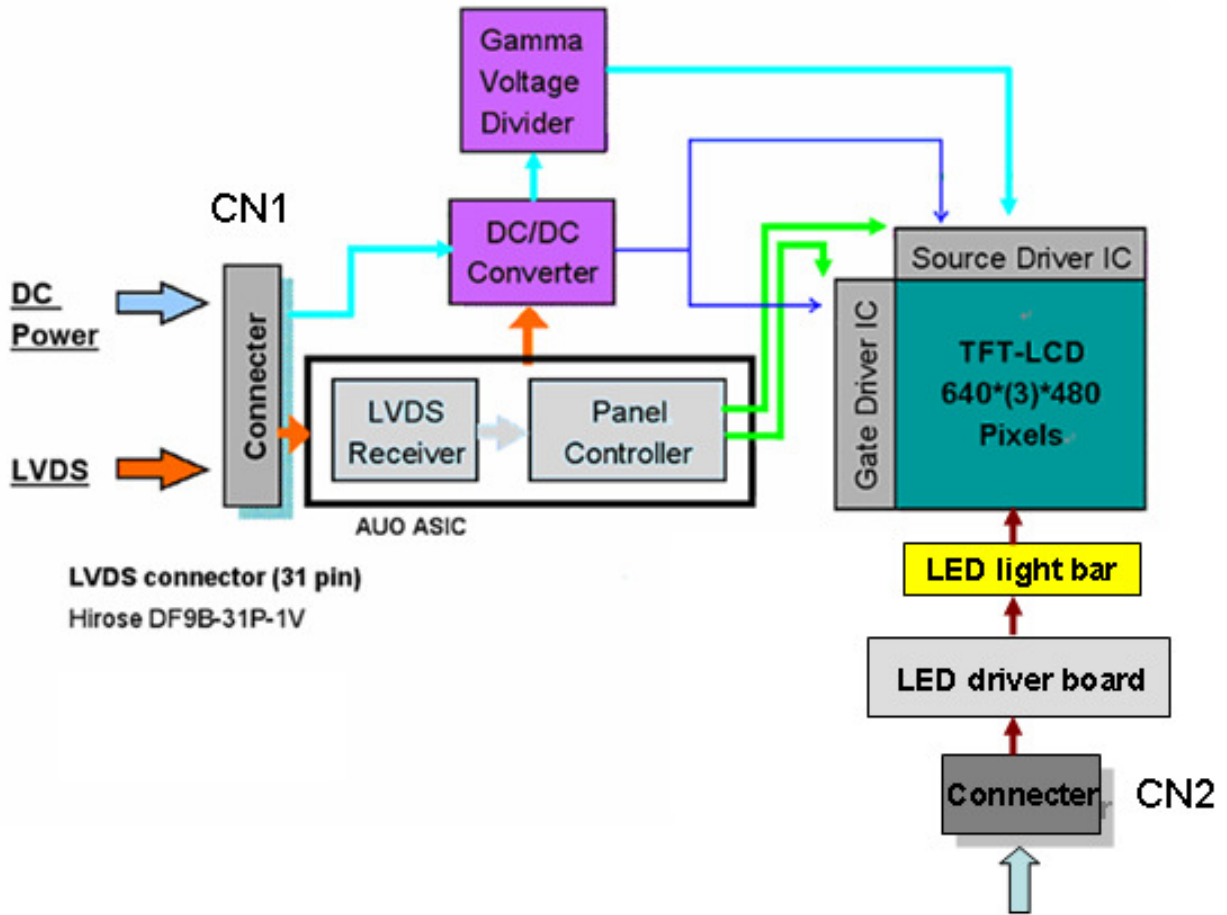 Gamma
Voltage
Divider
CN1
DC/DC
Converter
Source Driver IC
DC
Power
Connecter
Gate Driver IC
TFT-LCD
640*(3)*480
Pixels
LVDS
Receiver
Panel
Controller
LVDS
AUO ASIC
LVDS connector (31 pin)
Hirose DF9B-31P-1V
LED light bar
LED driver board
Connecter
CN2